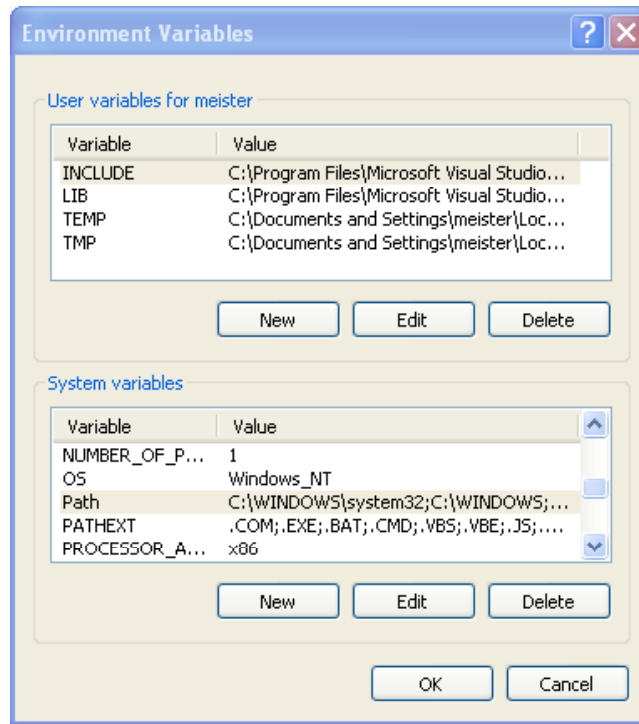 Environment Variables
User variables for meister
Variable Value
INCLUDE C:\Program Files\Microsoft Visual Studio...
LIB C:\Program Files\Microsoft Visual Studio...
TEMP C:\Documents and Settings\meister\Loc...
TMP C:\Documents and Settings\meister\Loc...
New Edit Delete
System variables
Variable Value
NUMBER_OF_P... 1
OS Windows_NT
Path C:\WINDOWS\system32;C:\WINDOWS;...
PATHEXT .COM;.EXE;.BAT;.CMD;.VBS;.VBE;.JS;....
PROCESSOR_A... x86
New Edit Delete
OK Cancel